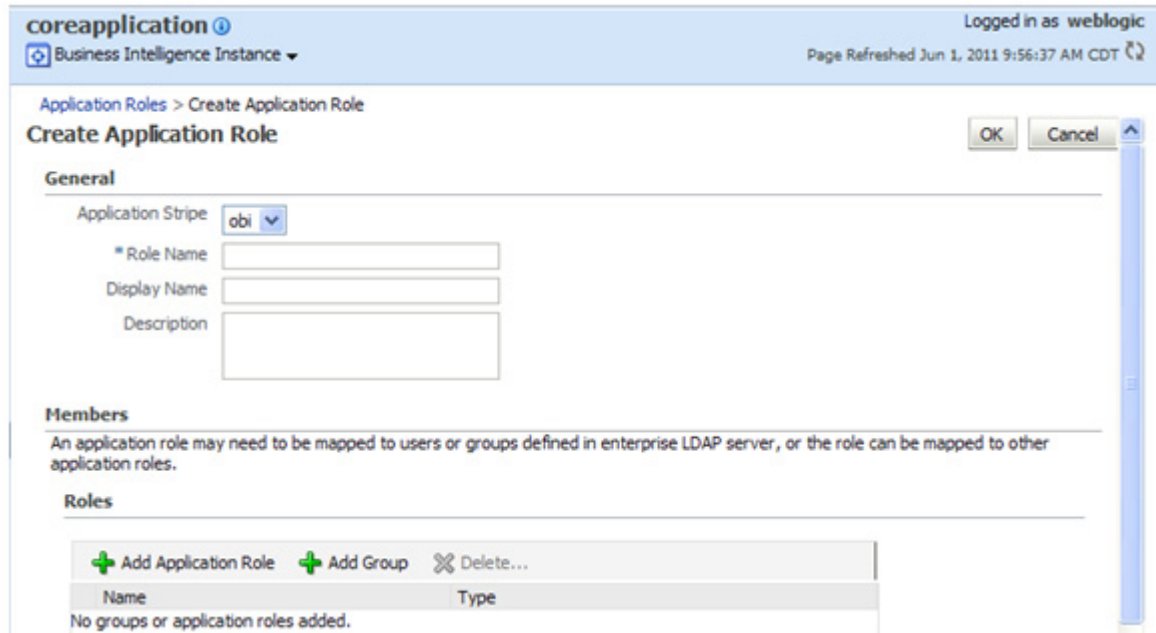 coreapplication
Logged in as weblogic
Business Intelligence Instance
Page Refreshed Jun 1, 2011 9:56:37 AM CDT
Application Roles > Create Application Role
Create Application Role
OK Cancel
General
Application Stripe obi
* Role Name
Display Name
Description
Members
An application role may need to be mapped to users or groups defined in enterprise LDAP server, or the role can be mapped to other
application roles.
Roles
Add Application Role Add Group Delete...
Name Type
No groups or application roles added.